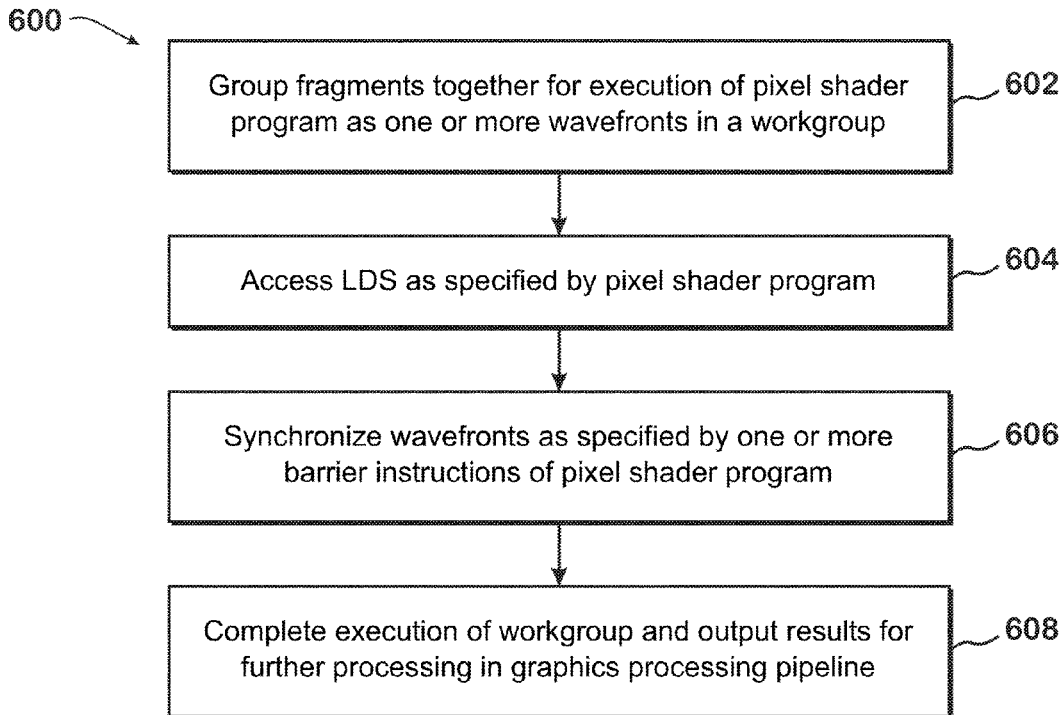 600
Group fragments together for execution of pixel shader
program as one or more wavefronts in a workgroup
602
Access LDS as specified by pixel shader program
604
Synchronize wavefronts as specified by one or more
barrier instructions of pixel shader program
606
Complete execution of workgroup and output results for
further processing in graphics processing pipeline
608